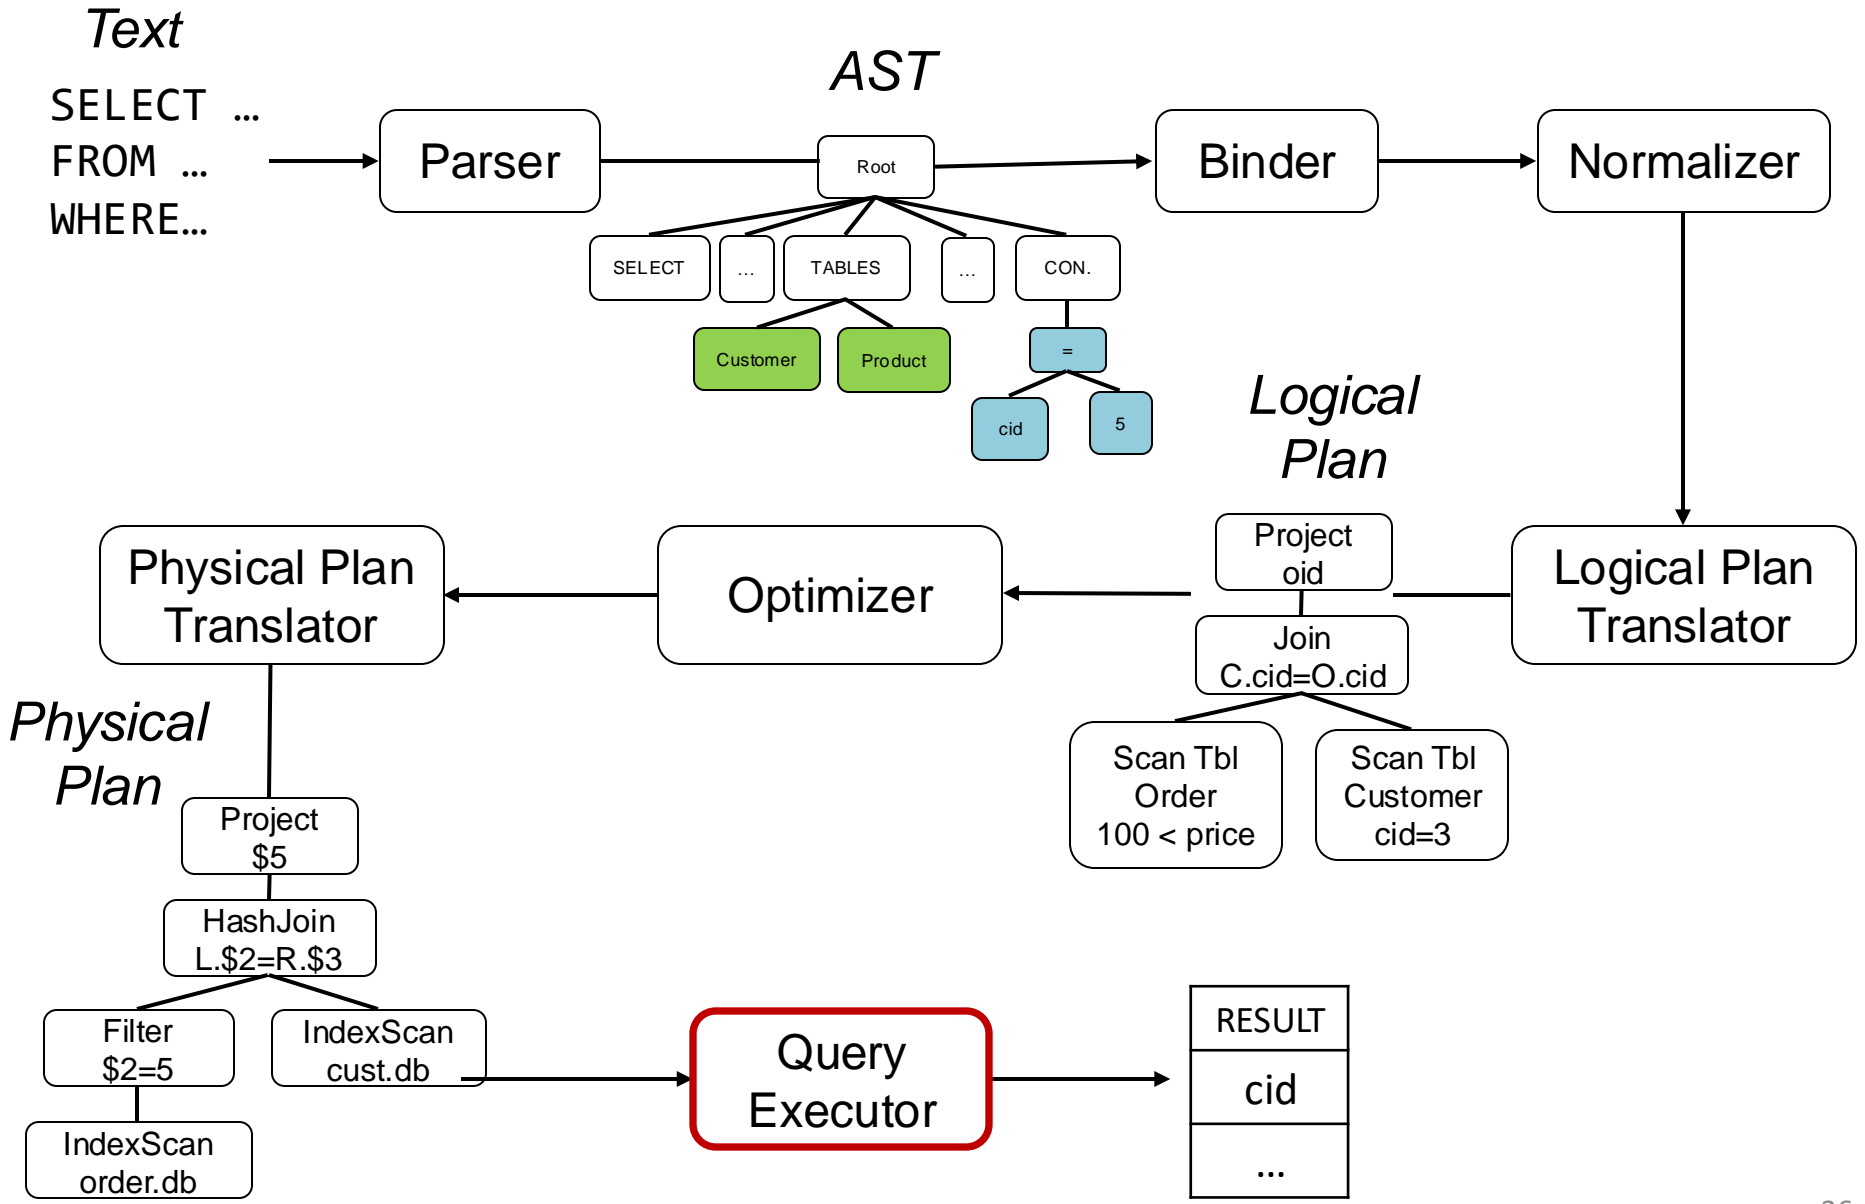 Text
SELECT …
FROM …
WHERE…
AST
Parser
Root
Binder
Normalizer
SELECT
…
TABLES
…
CON.
Customer
Product
=
cid
5
Logical
Plan
Physical Plan
Translator
Optimizer
Project
oid
Join
C.cid=O.cid
Scan Tbl
Order
100 < price
Scan Tbl
Customer
cid=3
Logical Plan
Translator
Physical
Plan
Project
$5
HashJoin
L.$2=R.$3
Filter
$2=5
IndexScan
cust.db
IndexScan
order.db
Query
Executor
RESULT
cid
…